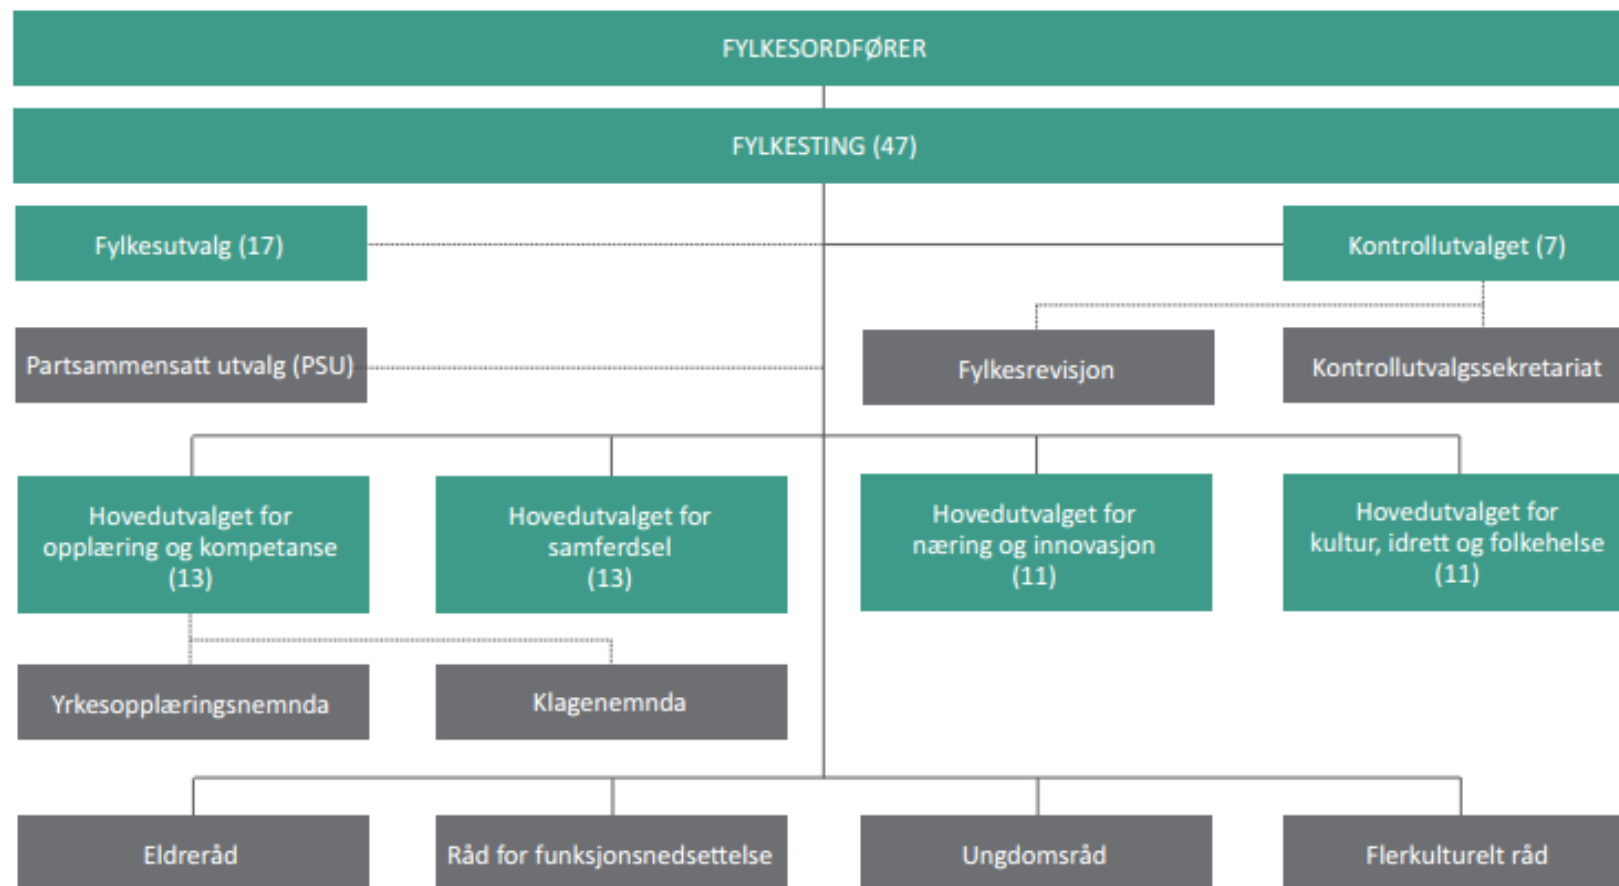 FYLKESORDFØRER
FYLKESTING (47)
Fylkesutvalg (17)
Kontrollutvalget (7)
Partsammensatt utvalg (PSU)
Fylkesrevisjon
Kontrollutvalgssekretariat
Hovedutvalget for
opplæring og kompetanse
(13)
Hovedutvalget for
samferdsel
(13)
Hovedutvalget for
næring og innovasjon
(11)
Hovedutvalget for
kultur, idrett og folkehelse
(11)
Yrkesopplæringsnemnda
Klagenemnda
Eldreråd
Råd for funksjonsnedsettelse
Ungdomsråd
Flerkulturelt råd